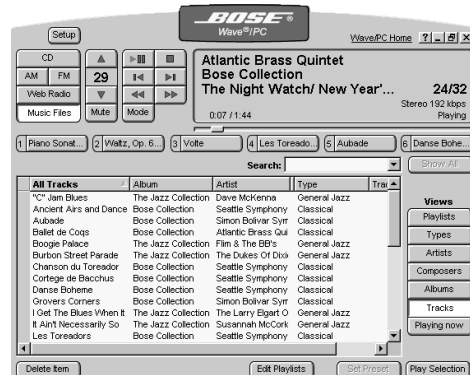 Setup
BOSE®
Wave®/PC
Wave/PC Home ? _ B X
CD
AM FM
Web Radio
Music Files
29
Mute Mode
Atlantic Brass Quintet
Bose Collection
The Night Watch/ New Year'... 24/32
Stereo 192 kbps
0:07 / 1:44 Playing
1 Piano Sonat... 2 Waltz, Op. 6... 3 Volte 4 Les Toreado... 5 Aubade 6 Danse Bohe...
Search: Show All
All Tracks Album Artist Type Trac
"C" Jam Blues The Jazz Collection Dave McKenna General Jazz
Ancient Airs and Dance Bose Collection Seattle Symphony Classical
Aubade Bose Collection Simon Bolivar Sym Classical
Ballet de Coqs Bose Collection Atlantic Brass Qui Classical
Boogie Palace The Jazz Collection Flim & The BB's General Jazz
Burbon Street Parade The Jazz Collection The Dukes Of Dixi General Jazz
Chanson du Toreador Bose Collection Seattle Symphony Classical
Cortege de Bacchus Bose Collection Seattle Symphony Classical
Danse Boheme Bose Collection Seattle Symphony Classical
Grovers Corners Bose Collection Simon Bolivar Sym Classical
I Get The Blues When It The Jazz Collection The Larry Elgart O General Jazz
It Ain't Necessarily So The Jazz Collection Susannah McCork General Jazz
Les Toreadors Bose Collection Seattle Symphony Classical
Views
Playlists
Types
Artists
Composers
Albums
Tracks
Playing now
Delete Item Edit Playlists Set Preset Play Selection